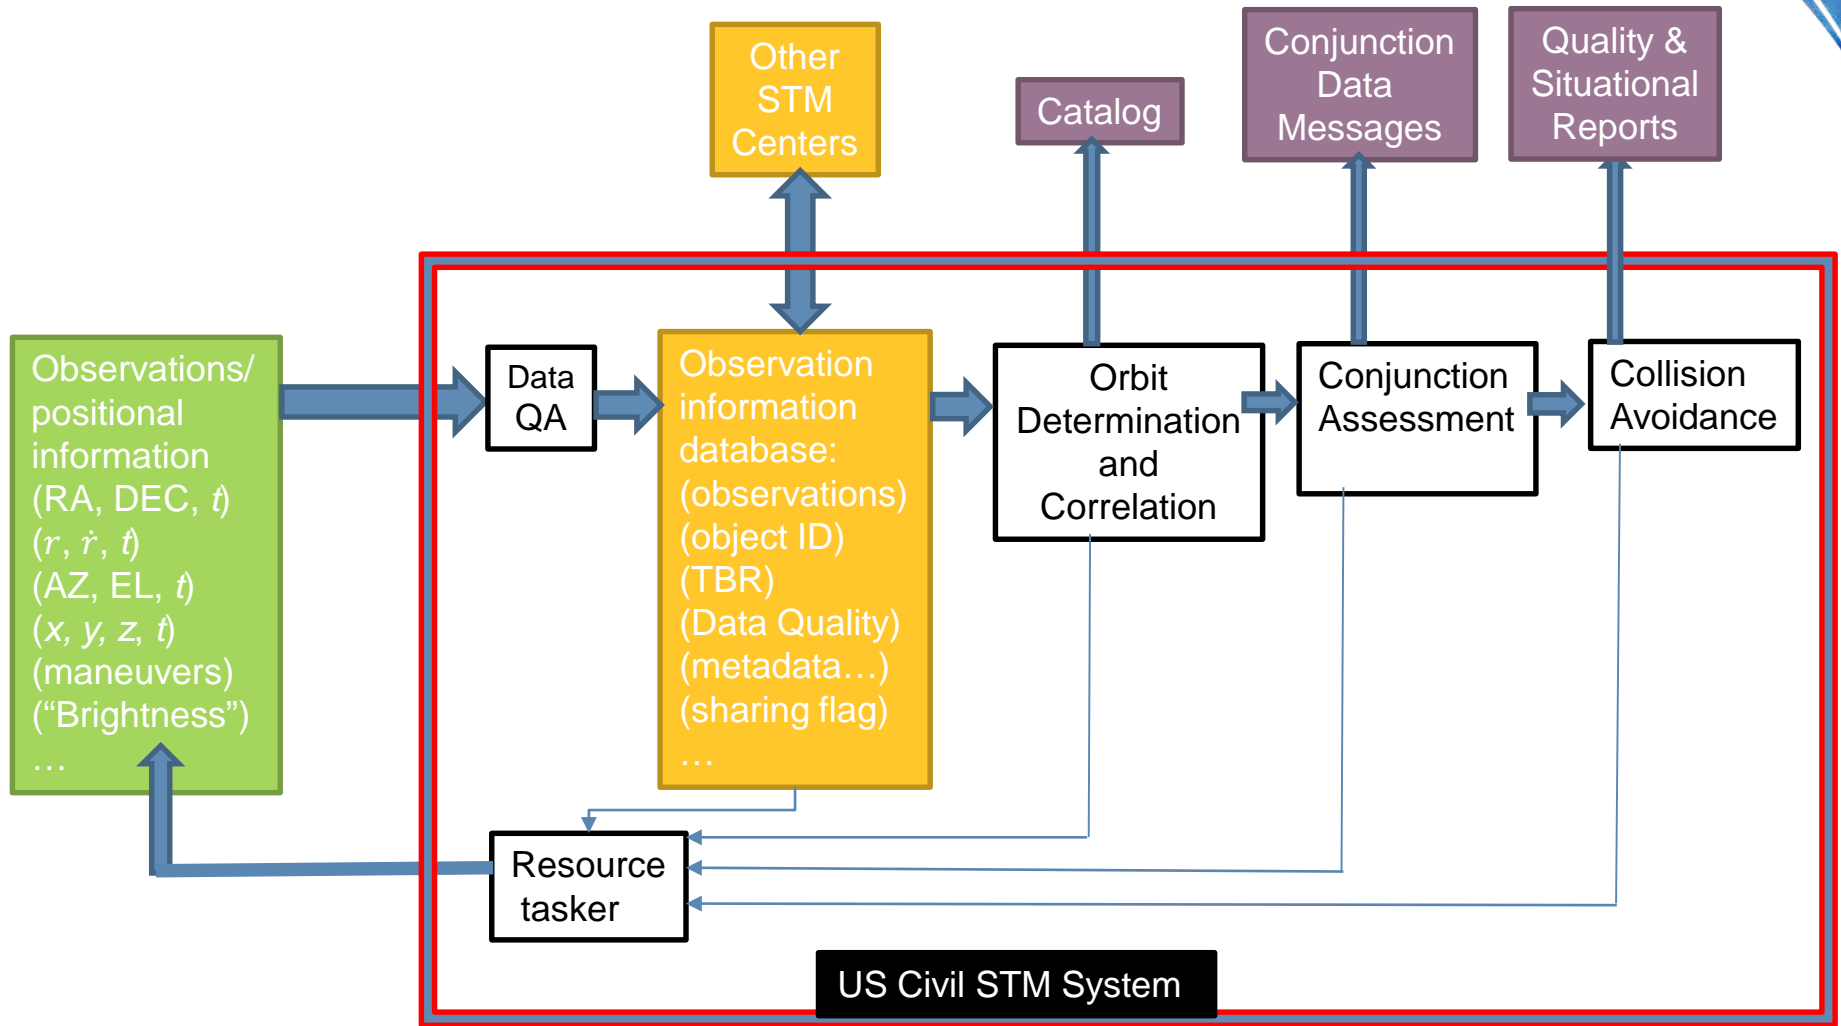 Other
STM
Centers
Catalog
Conjunction
Data
Messages
Quality &
Situational
Reports
Observations/
positional
information
(RA, DEC, t)
(r, ṙ, t)
(AZ, EL, t)
(x, y, z, t)
(maneuvers)
(“Brightness”)
…
Data
QA
Observation
information
database:
(observations)
(object ID)
(TBR)
(Data Quality)
(metadata…)
(sharing flag)
…
Orbit
Determination
and
Correlation
Conjunction
Assessment
Collision
Avoidance
Resource
tasker
US Civil STM System